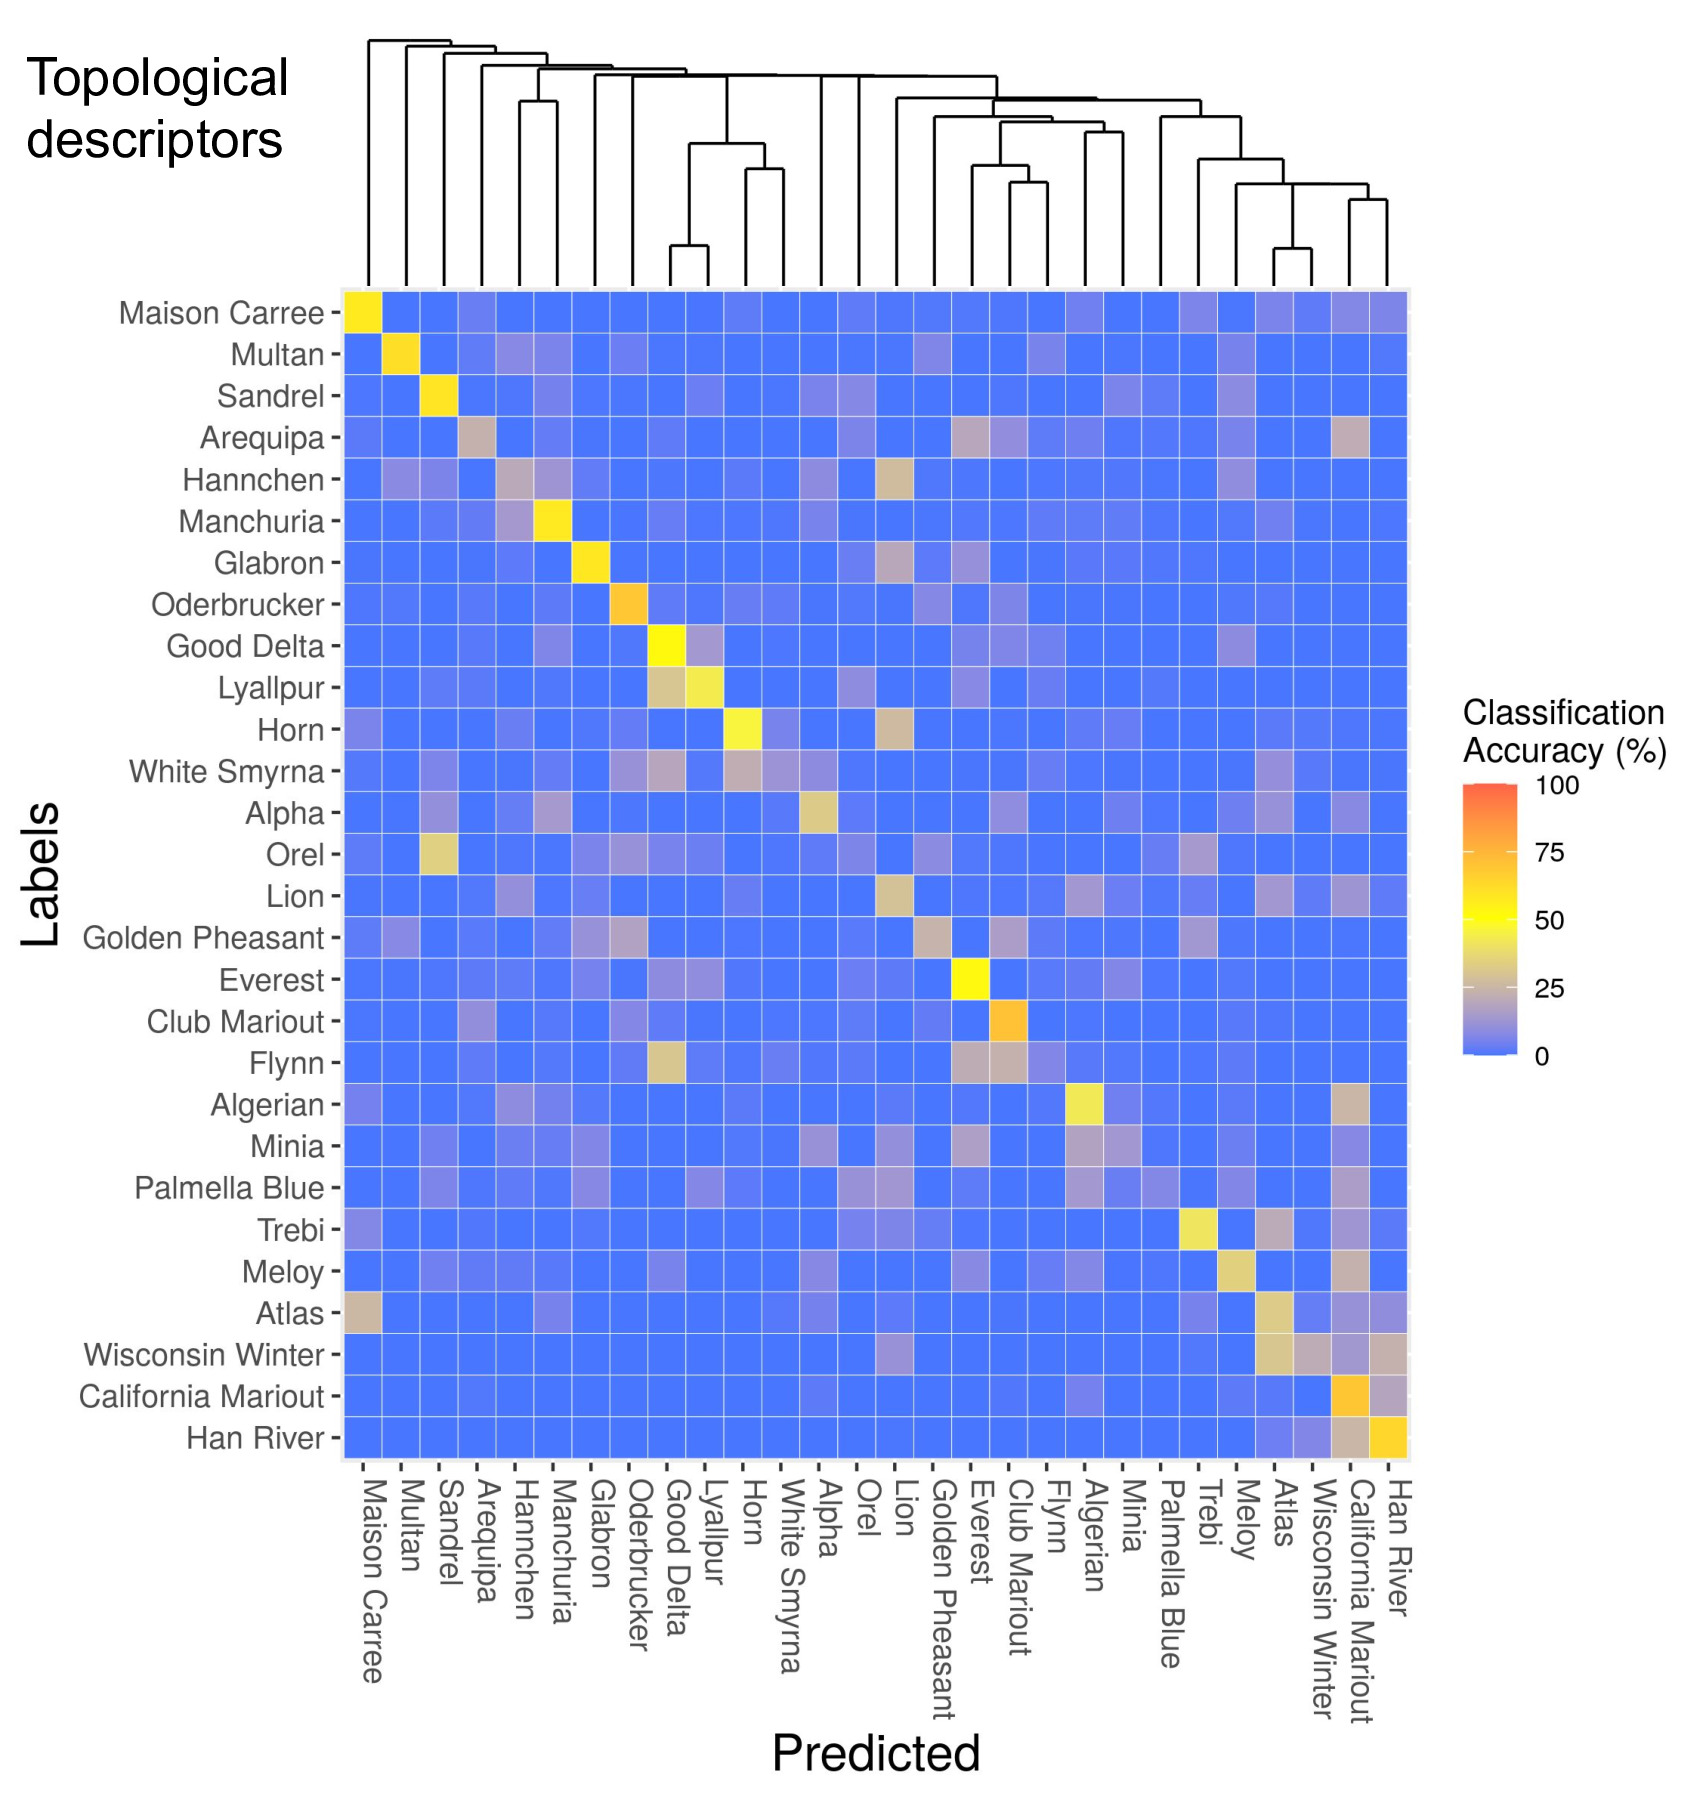 Topological
descriptors
Maison Carree
Multan
Sandrel
Arequipa
Hannchen
Manchuria
Glabron
Oderbrucker
Good Delta
Lyallpur
Horn
White Smyrna
Alpha
Orel
Lion
Golden Pheasant
Everest
Club Mariout
Flynn
Algerian
Minia
Palmella Blue
Trebi
Meloy
Atlas
Wisconsin Winter
California Mariout
Han River
Labels
Classification
Accuracy (%)
100
75
50
25
0
Maison Carree
Multan
Sandrel
Arequipa
Hannchen
Manchuria
Glabron
Oderbrucker
Good Delta
Lyallpur
Horn
White Smyrna
Alpha
Orel
Lion
Golden Pheasant
Everest
Club Mariout
Flynn
Algerian
Minia
Palmella Blue
Trebi
Meloy
Atlas
Wisconsin Winter
California Mariout
Han River
Predicted